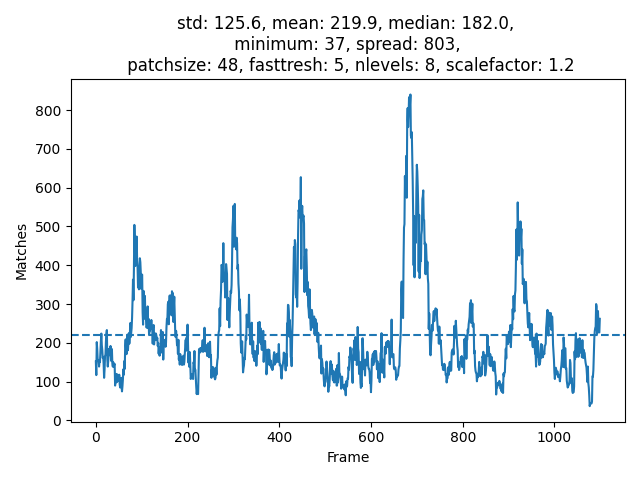 std: 125.6, mean: 219.9, median: 182.0,
minimum: 37, spread: 803,
patchsize: 48, fasttresh: 5, nlevels: 8, scalefactor: 1.2
800
700
600
500
400
300
200
100
0
Matches
0 200 400 600 800 1000
Frame